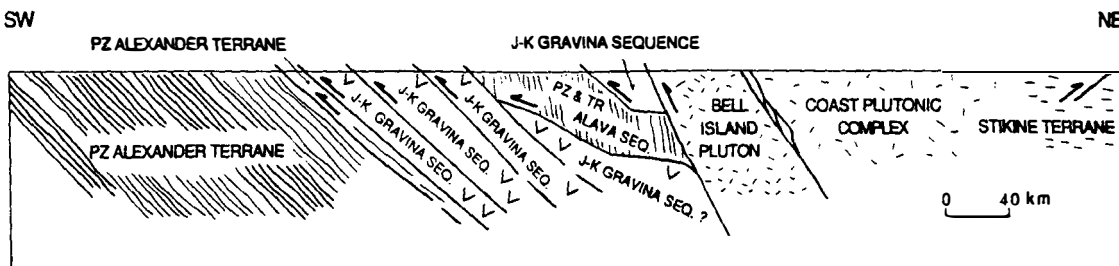 SW
NE
PZ ALEXANDER TERRANE
J-K GRAVINA SEQUENCE
PZ ALEXANDER TERRANE
J-K GRAVINA SEQ.
J-K GRAVINA SEQ.
J-K GRAVINA SEQ.
PZ & TR
ALAVA SEQ.
J-K GRAVINA SEQ. ?
BELL
ISLAND
PLUTON
COAST PLUTONIC
COMPLEX
STIKINE TERRANE
0 40 km